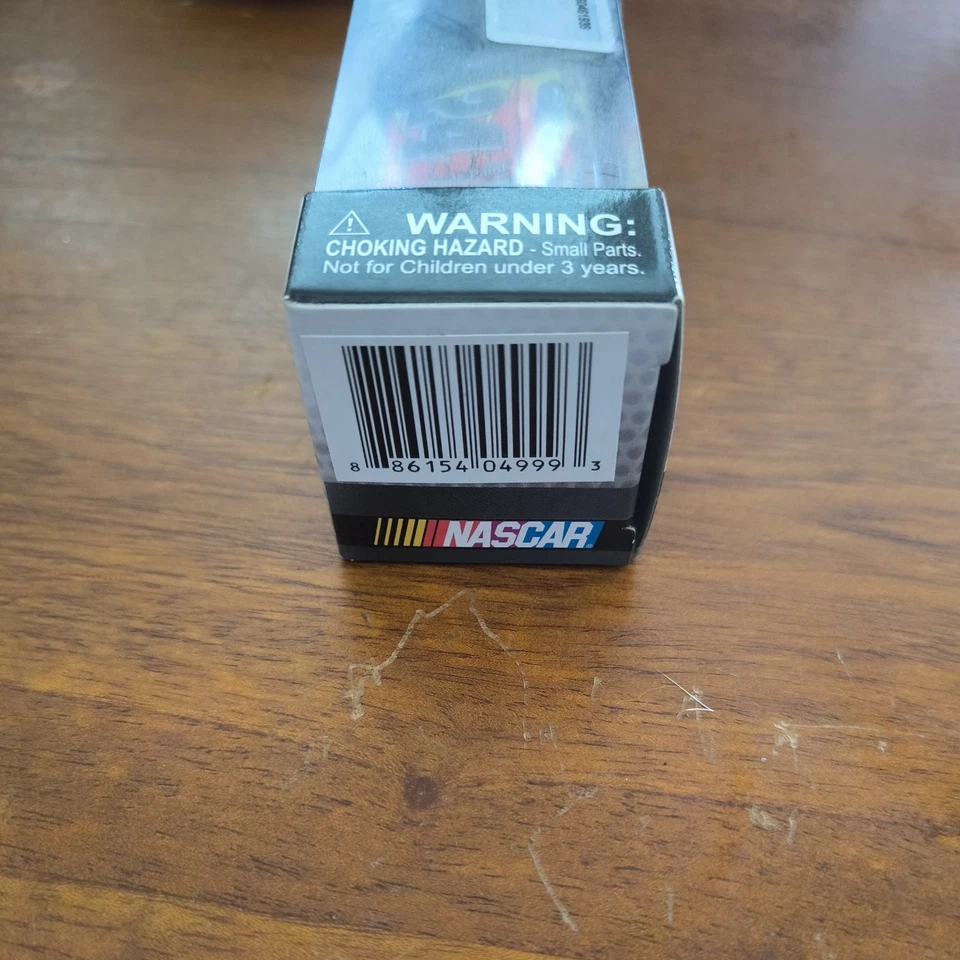 WARNING:
CHOKING HAZARD - Small Parts.
Not for Children under 3 years.
8 86154 04999 3
NASCAR